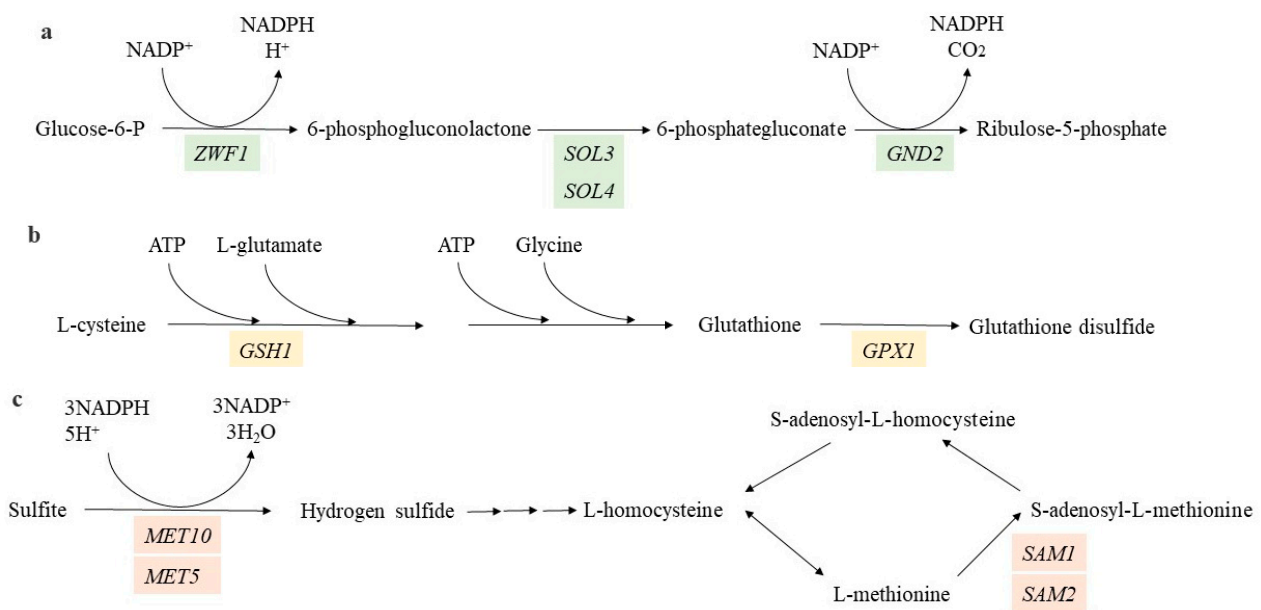 a
NADP⁺
NADPH
H⁺
NADP⁺
NADPH
CO2
Glucose-6-P
6-phosphogluconolactone
6-phosphategluconate
Ribulose-5-phosphate
ZWF1
SOL3
SOL4
GND2
b
ATP
L-glutamate
ATP
Glycine
L-cysteine
Glutathione
Glutathione disulfide
GSH1
GPX1
c
3NADPH
5H⁺
3NADP⁺
3H₂O
S-adenosyl-L-homocysteine
Sulfite
Hydrogen sulfide
L-homocysteine
S-adenosyl-L-methionine
MET10
MET5
SAM1
SAM2
L-methionine